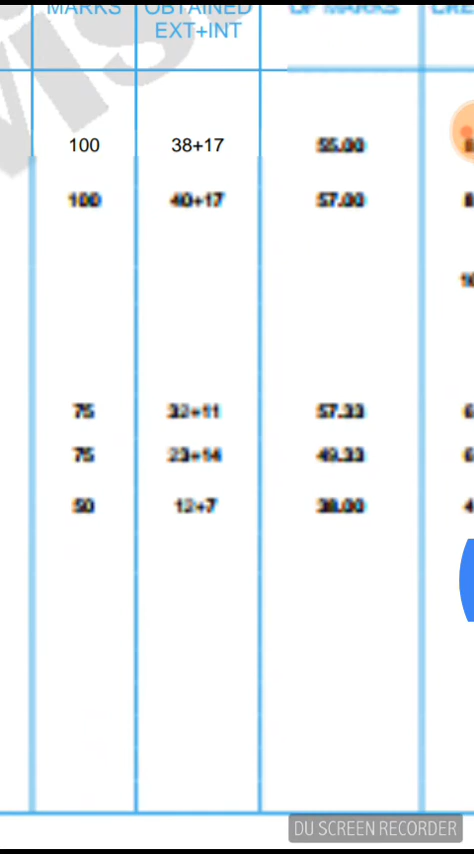 MARKS OBTAINED OF MARKS
EXT+INT
100 38+17 55.00
100 40+17 57.00
75 32+11 57.33
75 23+14 49.33
50 12+7 38.00
DU SCREEN RECORDER